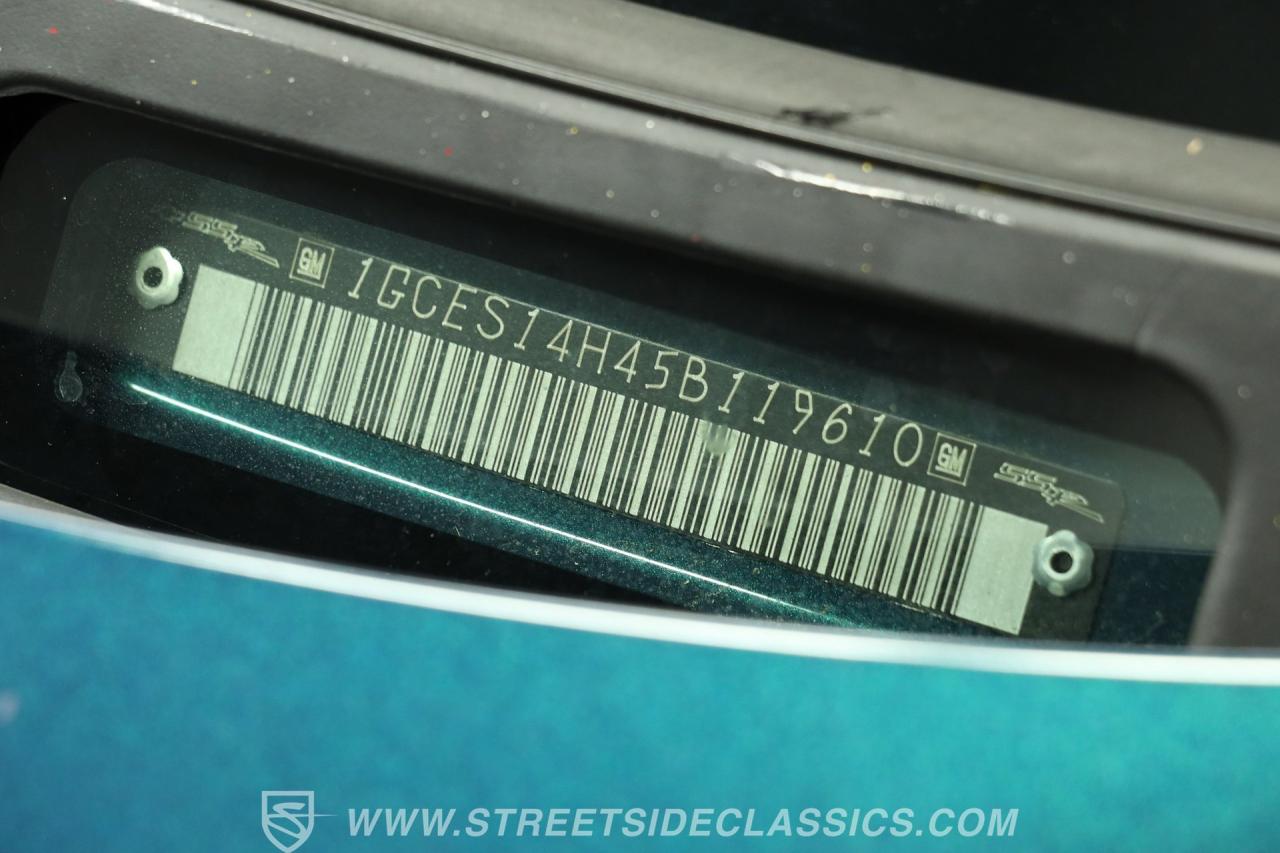 SSR GM 1GCES14H45B119610 GM SSR
WWW.STREETSIDECLASSICS.COM